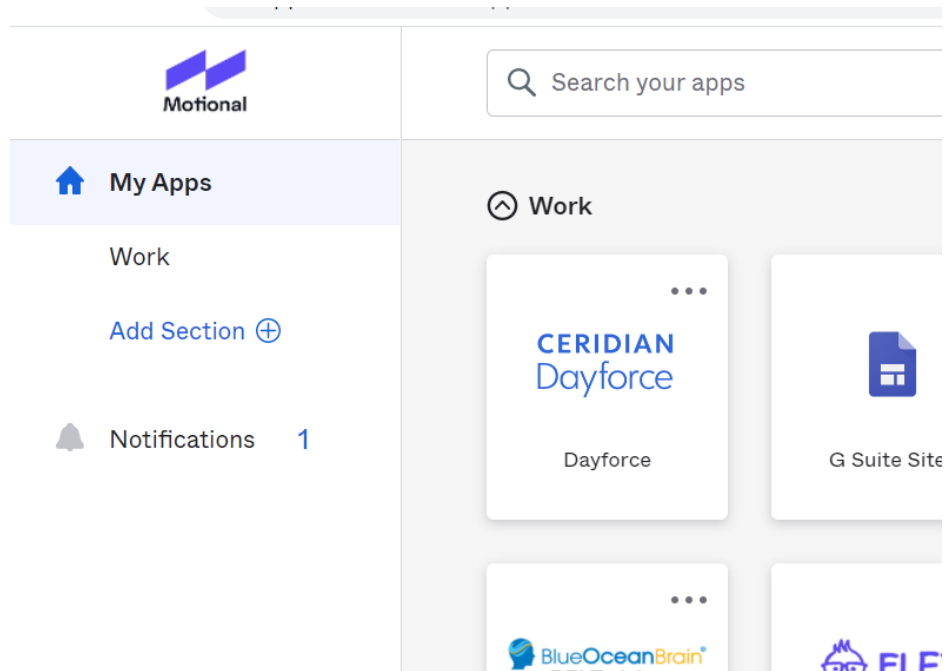 Motional
Search your apps
My Apps
Work
Work
Add Section
CERIDIAN
Dayforce
Dayforce
G Suite Site
Notifications 1
BlueOceanBrain®